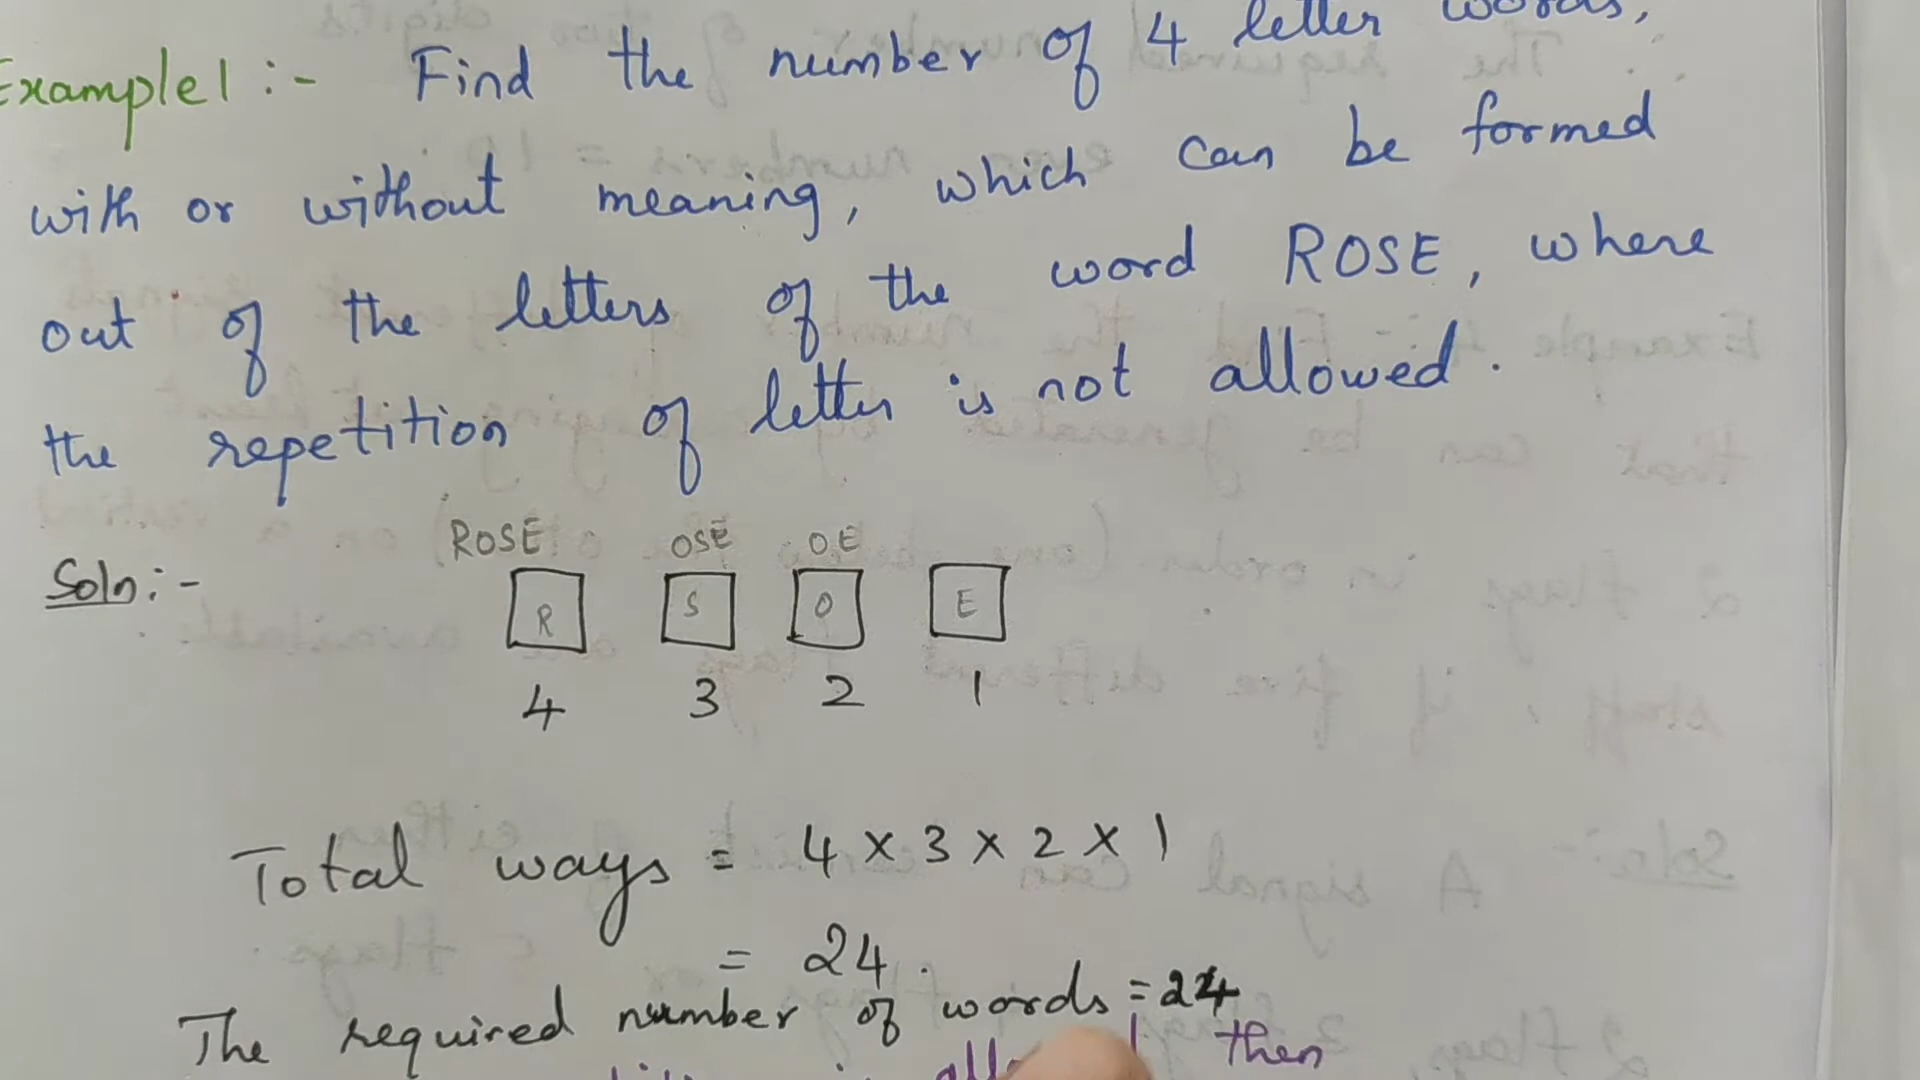 Example1 :- Find the number of 4 letter words,
with or without meaning, which can be formed
out of the letters of the word ROSE, where
the repetition of letter is not allowed.
ROSE OSE OE
Soln:- R S O E
4 3 2 1
Total ways = 4 × 3 × 2 × 1
= 24.
The required number of words = 24
then